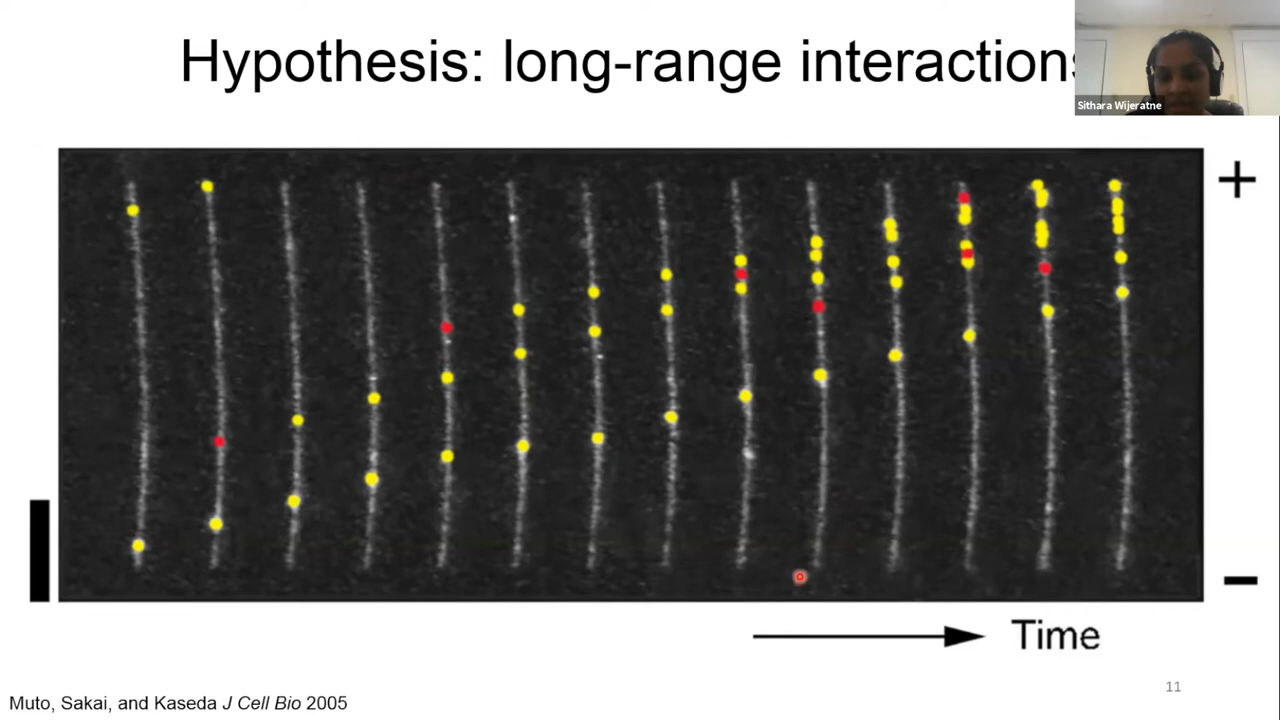 Hypothesis: long-range interactions
Sithara Wijeratne
+
−
Time
11
Muto, Sakai, and Kaseda J Cell Bio 2005